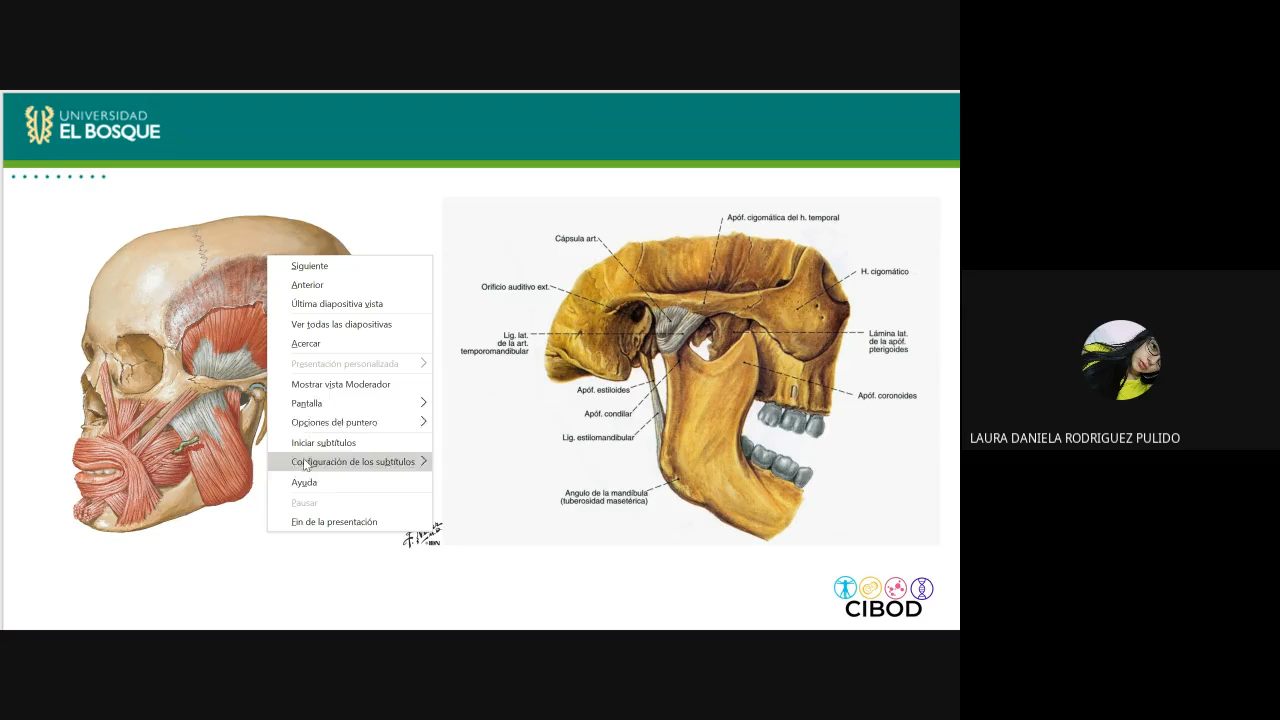 UNIVERSIDAD
EL BOSQUE
Siguiente
Anterior
Última diapositiva vista
Ver todas las diapositivas
Acercar
Presentación personalizada
Mostrar vista Moderador
Pantalla
Opciones del puntero
Iniciar subtítulos
Configuración de los subtítulos
Ayuda
Pausar
Fin de la presentación
Apóf. cigomática del h. temporal
Cápsula art.
H. cigomático
Orificio auditivo ext.
Lig. lat.
de la art.
temporomandibular
Lámina lat.
de la apóf.
pterigoides
Apóf. estiloides
Apóf. coronoides
Apóf. condilar
Lig. estilomandibular
Angulo de la mandíbula
(tuberosidad masetérica)
CIBOD
LAURA DANIELA RODRIGUEZ PULIDO